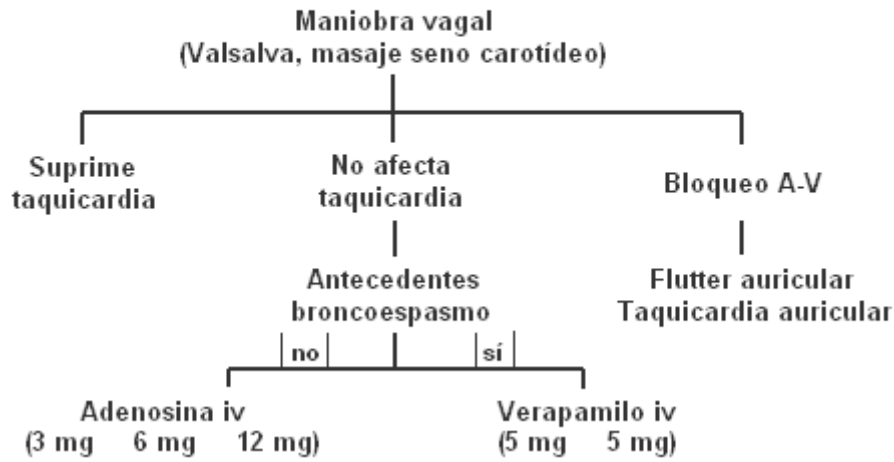 Maniobra vagal
(Valsalva, masaje seno carotídeo)
Suprime
taquicardia
No afecta
taquicardia
Bloqueo A-V
Antecedentes
broncoespasmo
Flutter auricular
Taquicardia auricular
no
sí
Adenosina iv
(3 mg 6 mg 12 mg)
Verapamilo iv
(5 mg 5 mg)